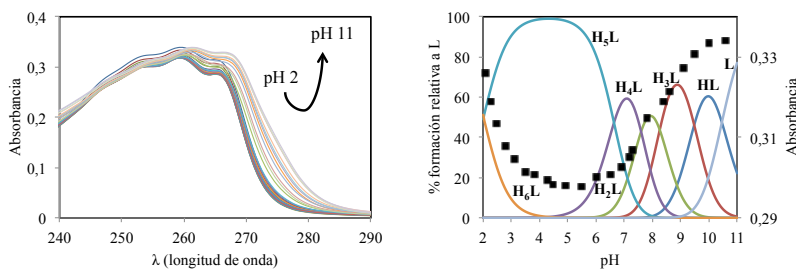 0,4
0,3
0,2
0,1
0
Absorbancia
pH 11
pH 2
240 250 260 270 280 290
λ (longitud de onda)
100
80
60
40
20
0
% formación relativa a L
H5L
H4L
H3L
HL
L
H6L
H2L
0,33
0,31
0,29
Absorbancia
2 3 4 5 6 7 8 9 10 11
pH